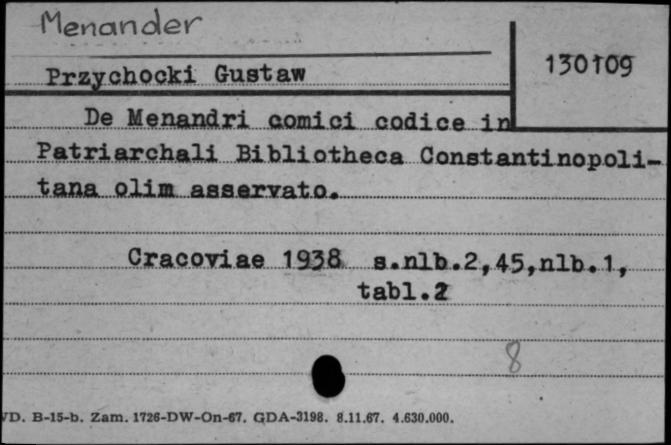 Menander
130109
Przychocki Gustaw
De Menandri comici codice in
Patriarchali Bibliotheca Constantinopoli-
tana olim asservato.
Cracoviae 1938 s.nlb.2,45,nlb.1,
tabl.2
8
VD. B-15-b. Zam. 1726-DW-On-67. GDA-3198. 8.11.67. 4.630.000.